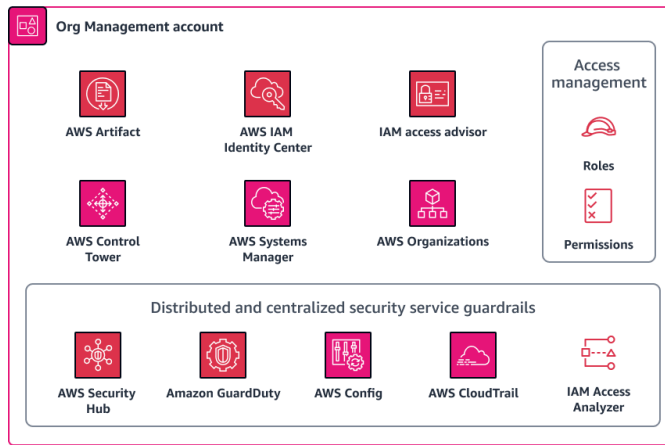 Org Management account
Access
management
AWS Artifact
AWS IAM
Identity Center
IAM access advisor
Roles
AWS Control
Tower
AWS Systems
Manager
AWS Organizations
Permissions
Distributed and centralized security service guardrails
AWS Security
Hub
Amazon GuardDuty
AWS Config
AWS CloudTrail
IAM Access
Analyzer